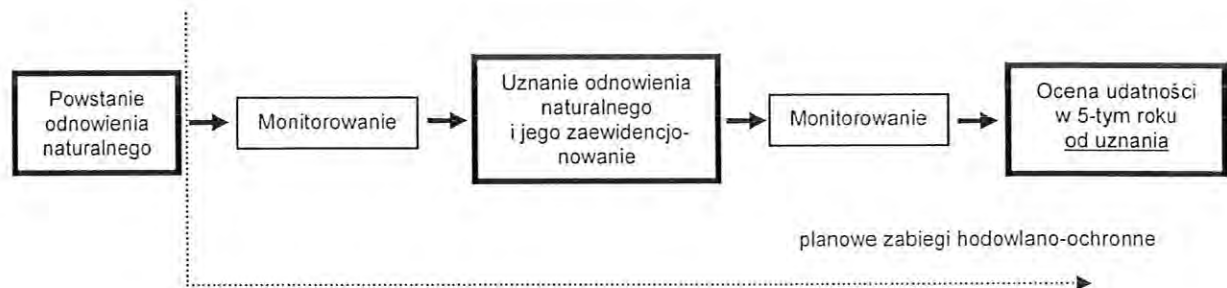 Powstanie
odnowienia
naturalnego
Monitorowanie
Uznanie odnowienia
naturalnego
i jego zaewidencjo-
nowanie
Monitorowanie
Ocena udatności
w 5-tym roku
od uznania
planowe zabiegi hodowlano-ochronne